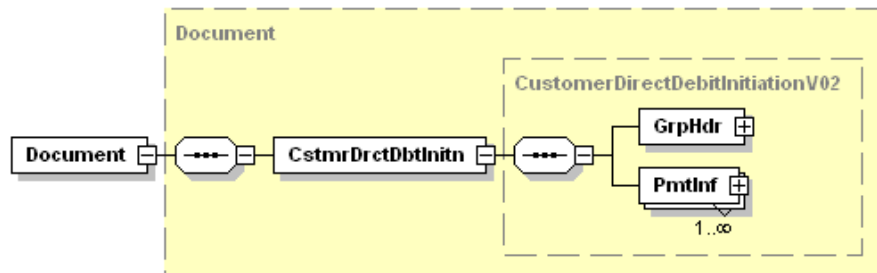 Document
CustomerDirectDebitInitiationV02
GrpHdr
Document
CstmrDrctDbtInitn
PmtInf
1..∞